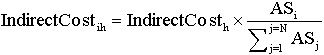 IndirectCost_ih = IndirectCost_h × AS_i / ∑_{j=1}^{j=N} AS_j